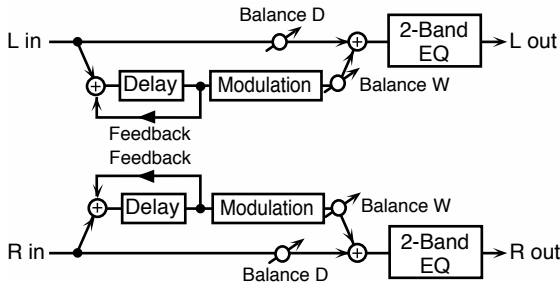 Balance D
L in
2-Band
EQ
L out
Delay
Modulation
Balance W
Feedback
Feedback
Delay
Modulation
Balance W
R in
2-Band
EQ
R out
Balance D